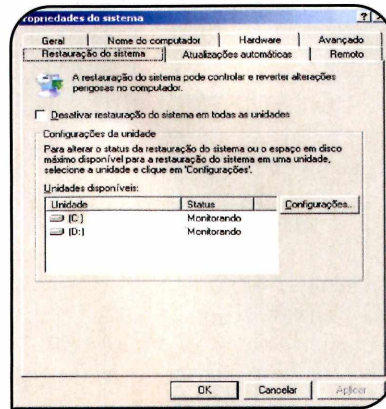 ropriedades do sistema
Geral Nome do computador Hardware Avançado
Restauração do sistema Atualizações automáticas Remoto
A restauração do sistema pode controlar e reverter alterações
perigosas no computador.
Desativar restauração do sistema em todas as unidades
Configurações da unidade
Para alterar o status da restauração do sistema ou o espaço em disco
máximo disponível para a restauração do sistema em uma unidade,
selecione a unidade e clique em 'Configurações'.
Unidades disponíveis:
Unidade Status
(C:) Monitorando
(D:) Monitorando
Configurações...
OK Cancelar Aplicar